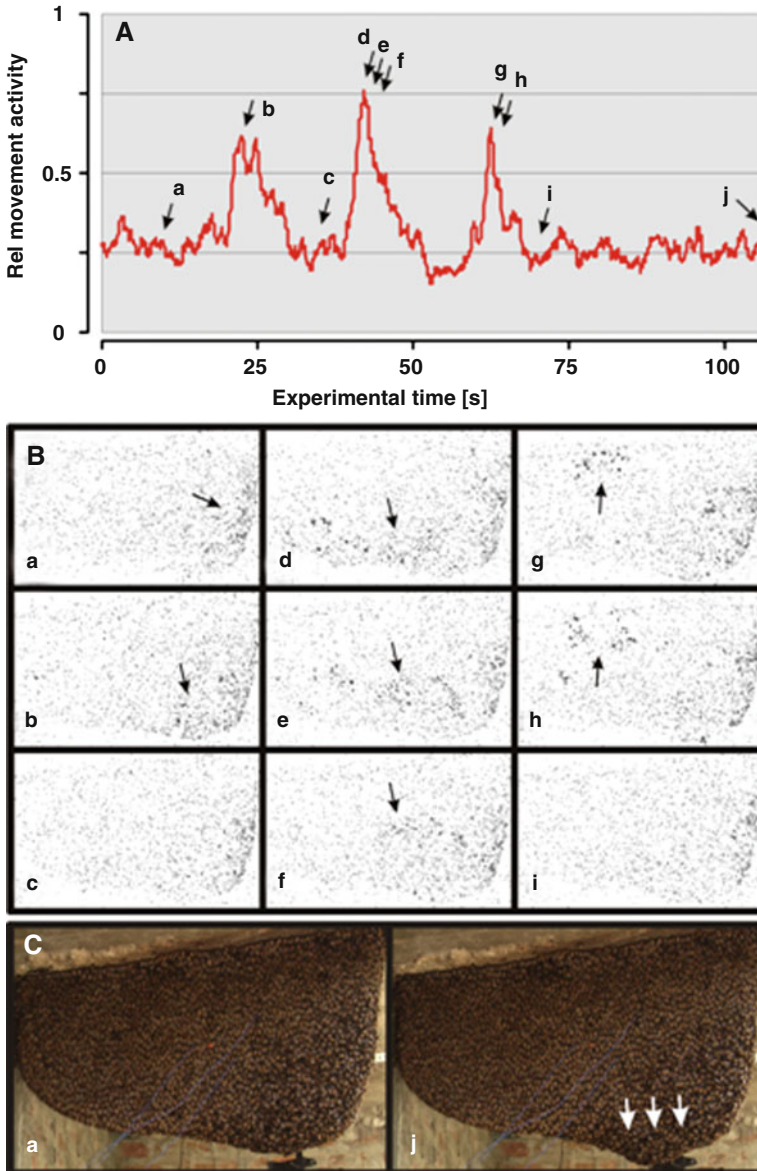 A
1
0.5
0
Rel movement activity
a
b
c
d
e
f
g
h
i
j
0 25 50 75 100
Experimental time [s]
B
a
d
g
b
e
h
c
f
i
C
a
j